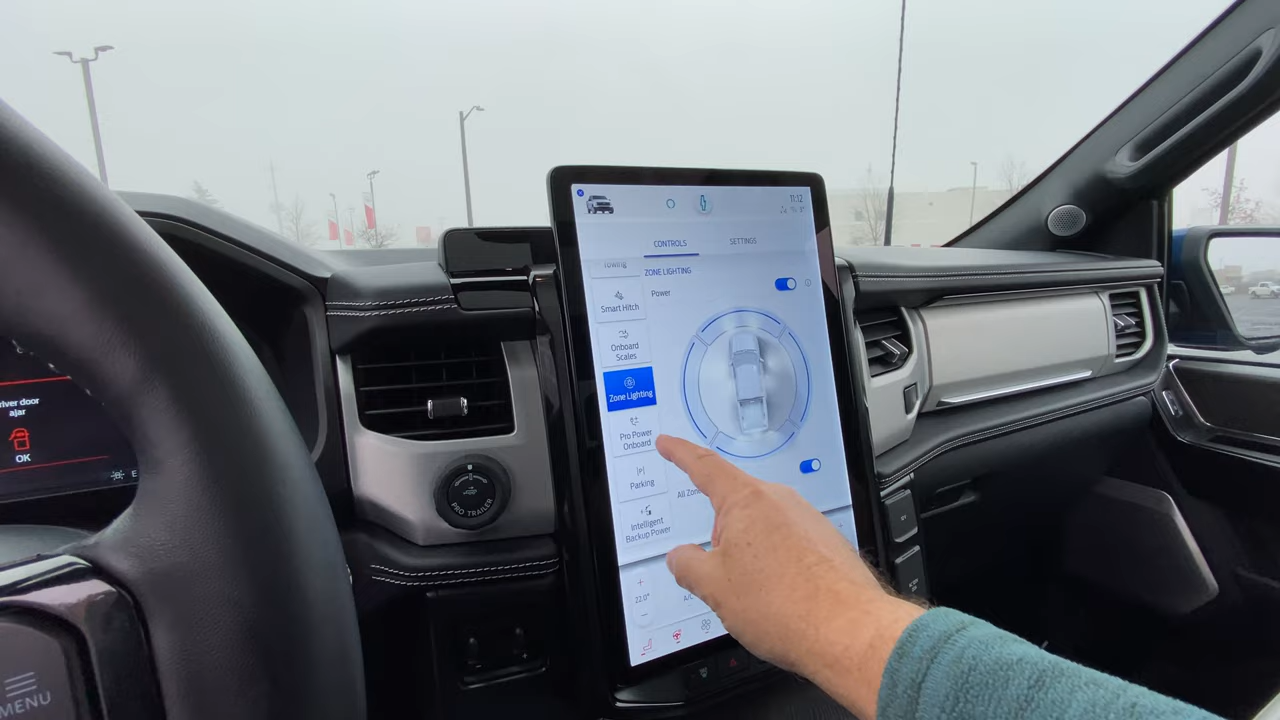 11:12
CONTROLS
SETTINGS
Towing
ZONE LIGHTING
Power
Smart Hitch
Onboard
Scales
Zone Lighting
Pro Power
Onboard
Parking
All Zone
Intelligent
Backup Power
22.0°
A/C
river door
ajar
OK
E
PRO TRAILER
MENU